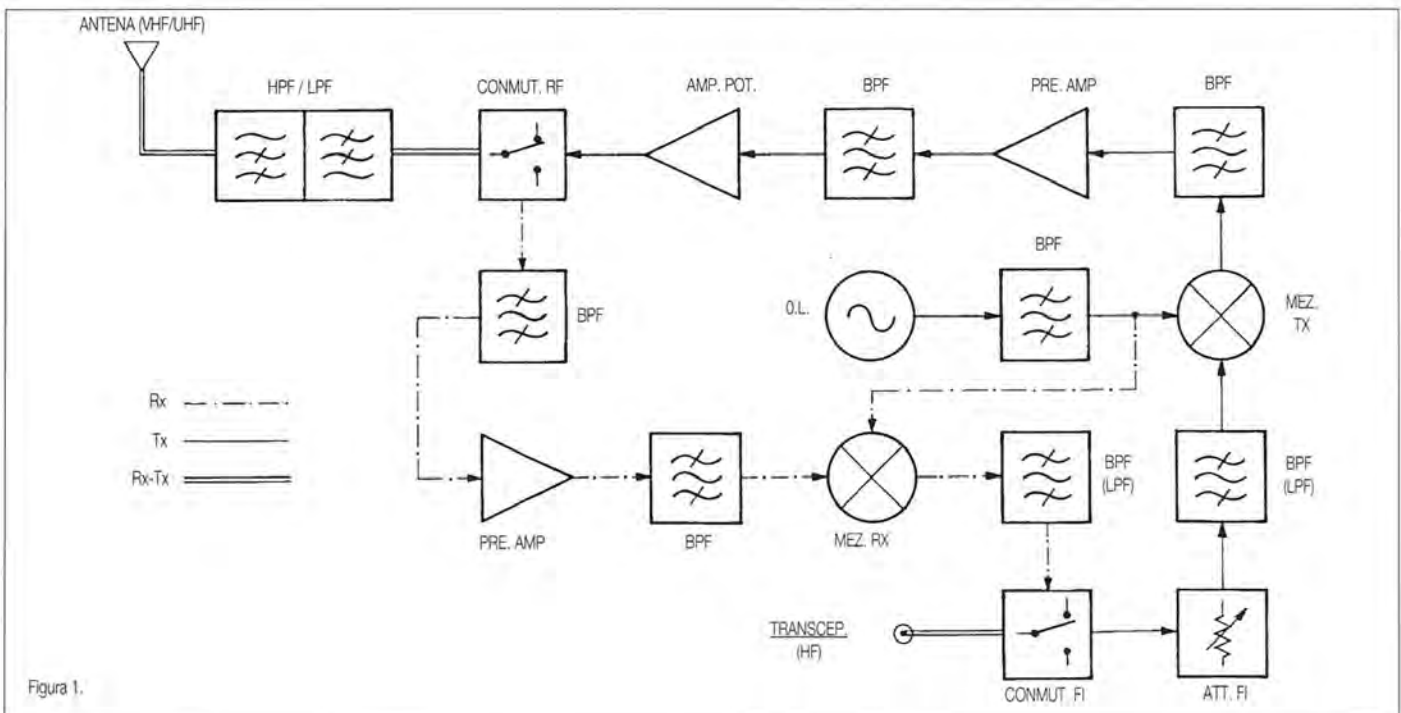 ANTENA (VHF/UHF)
HPF / LPF
CONMUT. RF
AMP. POT.
BPF
PRE. AMP
BPF
BPF
BPF
O.L.
MEZ.
TX
Rx
Tx
Rx-Tx
PRE. AMP
BPF
MEZ. RX
BPF
(LPF)
BPF
(LPF)
TRANSCEP.
(HF)
CONMUT. FI
ATT. FI
Figura 1.